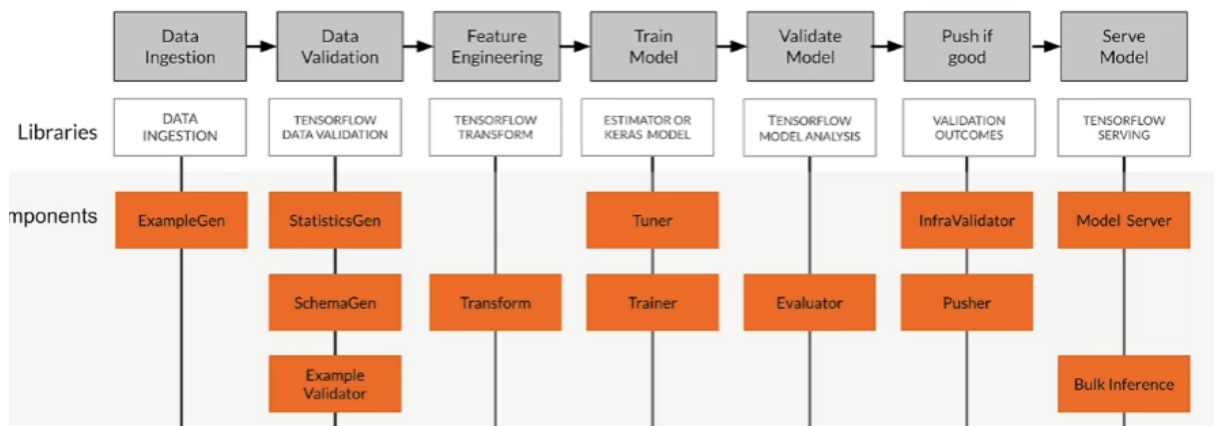 Data
Ingestion
Data
Validation
Feature
Engineering
Train
Model
Validate
Model
Push if
good
Serve
Model
Libraries
DATA
INGESTION
TENSORFLOW
DATA VALIDATION
TENSORFLOW
TRANSFORM
ESTIMATOR OR
KERAS MODEL
TENSORFLOW
MODEL ANALYSIS
VALIDATION
OUTCOMES
TENSORFLOW
SERVING
mponents
ExampleGen
StatisticsGen
Tuner
InfraValidator
Model Server
SchemaGen
Transform
Trainer
Evaluator
Pusher
Example
Validator
Bulk Inference